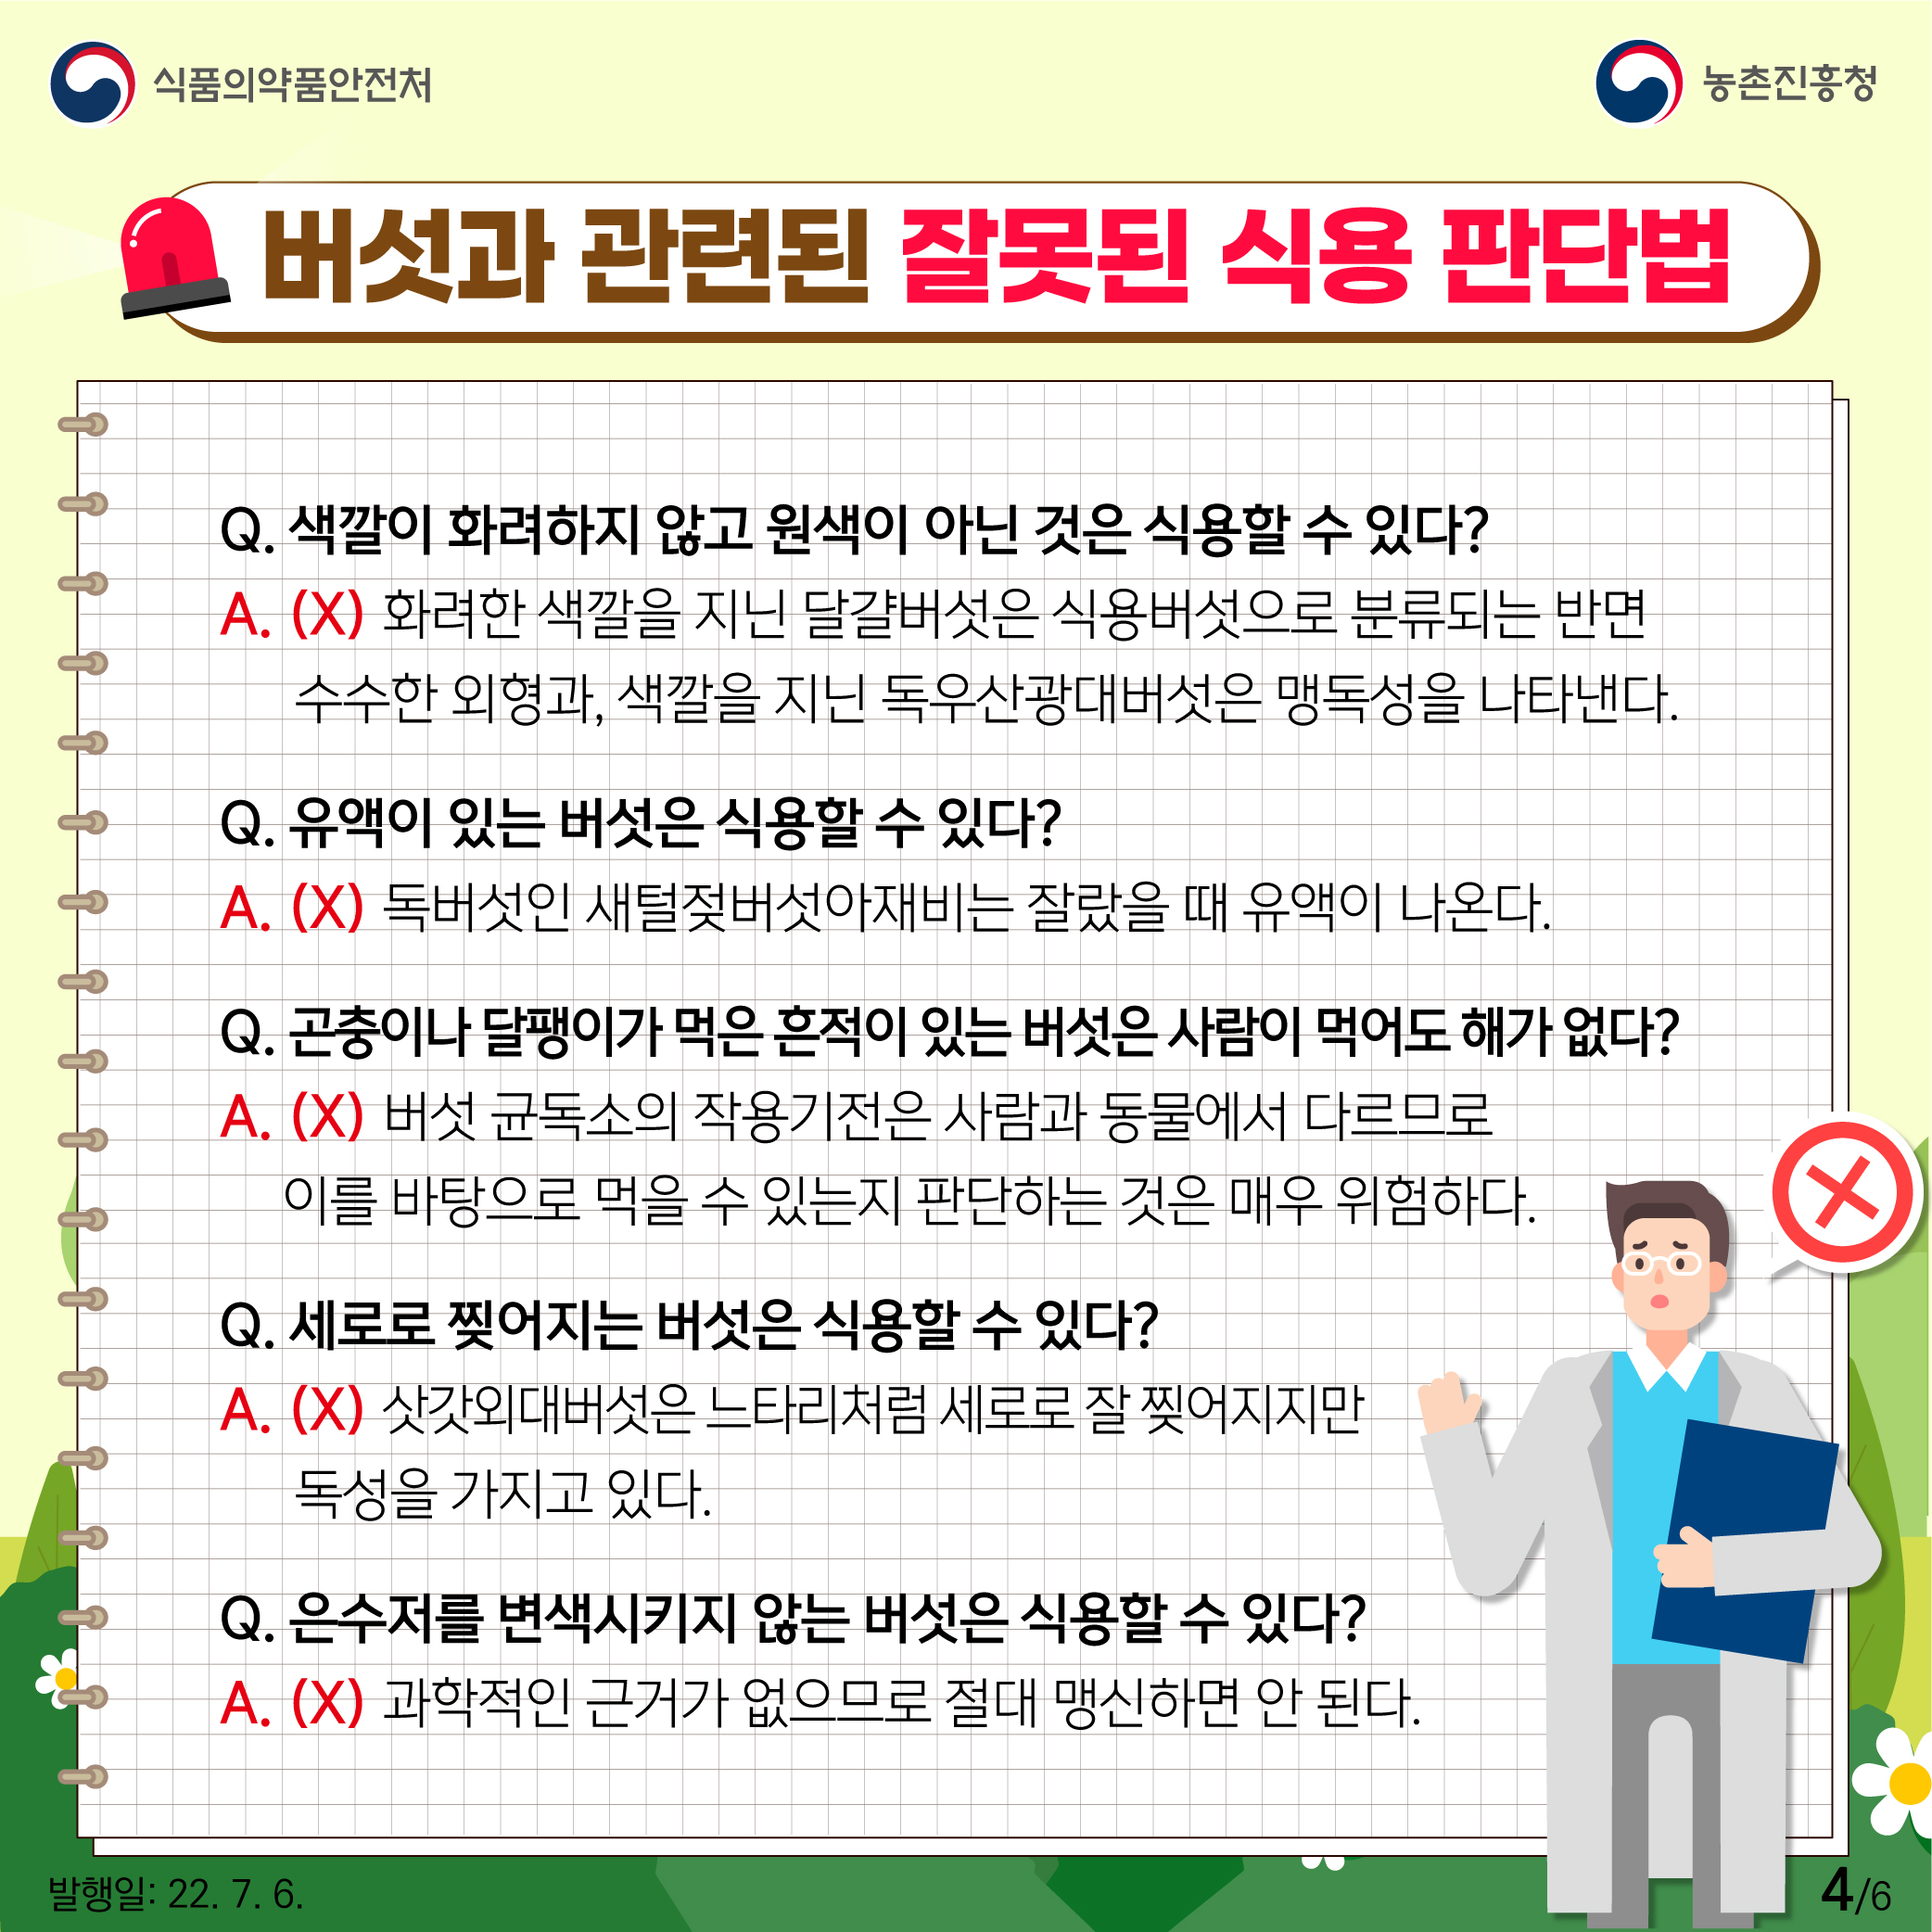 식품의약품안전처
농촌진흥청
버섯과 관련된 잘못된 식용 판단법
Q. 색깔이 화려하지 않고 원색이 아닌 것은 식용할 수 있다?
A. (X) 화려한 색깔을 지닌 달걀버섯은 식용버섯으로 분류되는 반면
수수한 외형과, 색깔을 지닌 독우산광대버섯은 맹독성을 나타낸다.
Q. 유액이 있는 버섯은 식용할 수 있다?
A. (X) 독버섯인 새털젖버섯아재비는 잘랐을 때 유액이 나온다.
Q. 곤충이나 달팽이가 먹은 흔적이 있는 버섯은 사람이 먹어도 해가 없다?
A. (X) 버섯 균독소의 작용기전은 사람과 동물에서 다르므로
이를 바탕으로 먹을 수 있는지 판단하는 것은 매우 위험하다.
Q. 세로로 찢어지는 버섯은 식용할 수 있다?
A. (X) 삿갓외대버섯은 느타리처럼 세로로 잘 찢어지지만
독성을 가지고 있다.
Q. 은수저를 변색시키지 않는 버섯은 식용할 수 있다?
A. (X) 과학적인 근거가 없으므로 절대 맹신하면 안 된다.
발행일: 22. 7. 6.
4/6